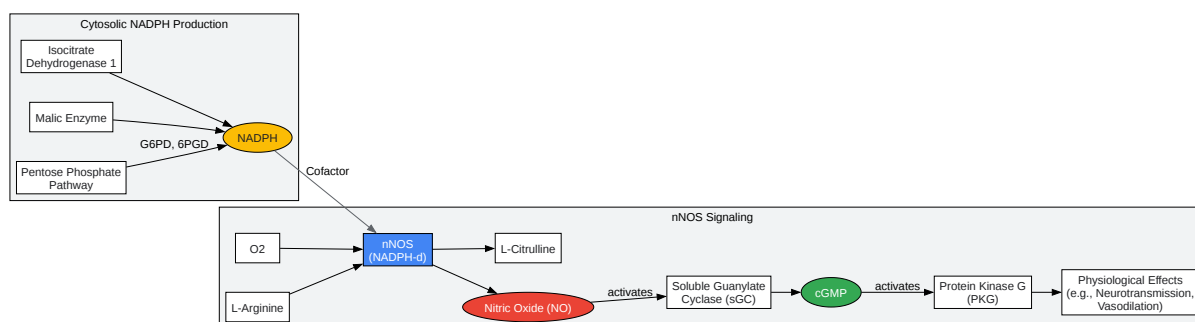 Cytosolic NADPH Production
Isocitrate
Dehydrogenase 1
Malic Enzyme
G6PD, 6PGD
NADPH
Pentose Phosphate
Pathway
Cofactor
nNOS Signaling
O2
nNOS
(NADPH-d)
L-Citrulline
L-Arginine
Nitric Oxide (NO)
activates
Soluble Guanylate
Cyclase (sGC)
cGMP
activates
Protein Kinase G
(PKG)
Physiological Effects
(e.g., Neurotransmission,
Vasodilation)